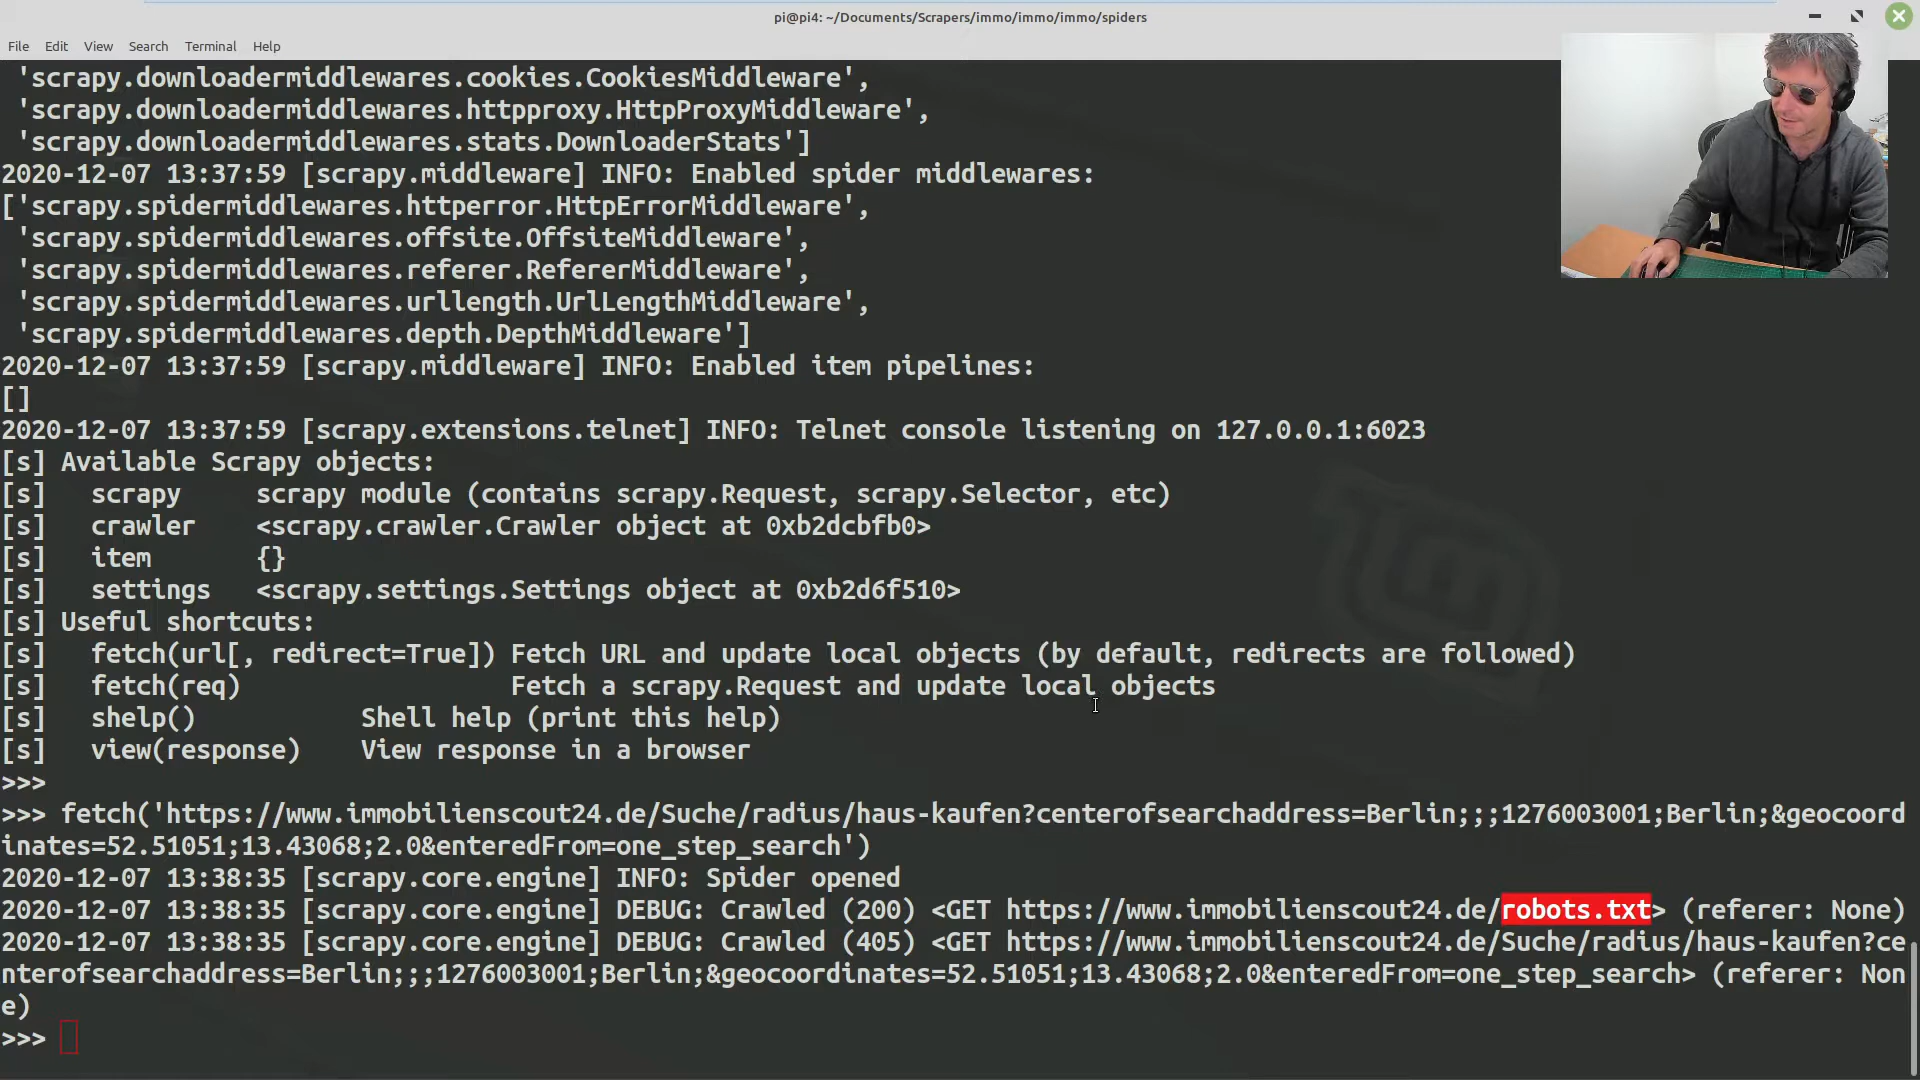 pi@pi4: ~/Documents/Scrapers/immo/immo/immo/spiders
File Edit View Search Terminal Help
'scrapy.downloadermiddlewares.cookies.CookiesMiddleware',
'scrapy.downloadermiddlewares.httpproxy.HttpProxyMiddleware',
'scrapy.downloadermiddlewares.stats.DownloaderStats']
2020-12-07 13:37:59 [scrapy.middleware] INFO: Enabled spider middlewares:
['scrapy.spidermiddlewares.httperror.HttpErrorMiddleware',
'scrapy.spidermiddlewares.offsite.OffsiteMiddleware',
'scrapy.spidermiddlewares.referer.RefererMiddleware',
'scrapy.spidermiddlewares.urllength.UrlLengthMiddleware',
'scrapy.spidermiddlewares.depth.DepthMiddleware']
2020-12-07 13:37:59 [scrapy.middleware] INFO: Enabled item pipelines:
[]
2020-12-07 13:37:59 [scrapy.extensions.telnet] INFO: Telnet console listening on 127.0.0.1:6023
[s] Available Scrapy objects:
[s]   scrapy     scrapy module (contains scrapy.Request, scrapy.Selector, etc)
[s]   crawler    <scrapy.crawler.Crawler object at 0xb2dcbfb0>
[s]   item       {}
[s]   settings   <scrapy.settings.Settings object at 0xb2d6f510>
[s] Useful shortcuts:
[s]   fetch(url[, redirect=True]) Fetch URL and update local objects (by default, redirects are followed)
[s]   fetch(req)                  Fetch a scrapy.Request and update local objects
[s]   shelp()           Shell help (print this help)
[s]   view(response)    View response in a browser
>>>
>>> fetch('https://www.immobilienscout24.de/Suche/radius/haus-kaufen?centerofsearchaddress=Berlin;;;1276003001;Berlin;&geocoord
inates=52.51051;13.43068;2.0&enteredFrom=one_step_search')
2020-12-07 13:38:35 [scrapy.core.engine] INFO: Spider opened
2020-12-07 13:38:35 [scrapy.core.engine] DEBUG: Crawled (200) <GET https://www.immobilienscout24.de/robots.txt> (referer: None)
2020-12-07 13:38:35 [scrapy.core.engine] DEBUG: Crawled (405) <GET https://www.immobilienscout24.de/Suche/radius/haus-kaufen?ce
nterofsearchaddress=Berlin;;;1276003001;Berlin;&geocoordinates=52.51051;13.43068;2.0&enteredFrom=one_step_search> (referer: Non
e)
>>>